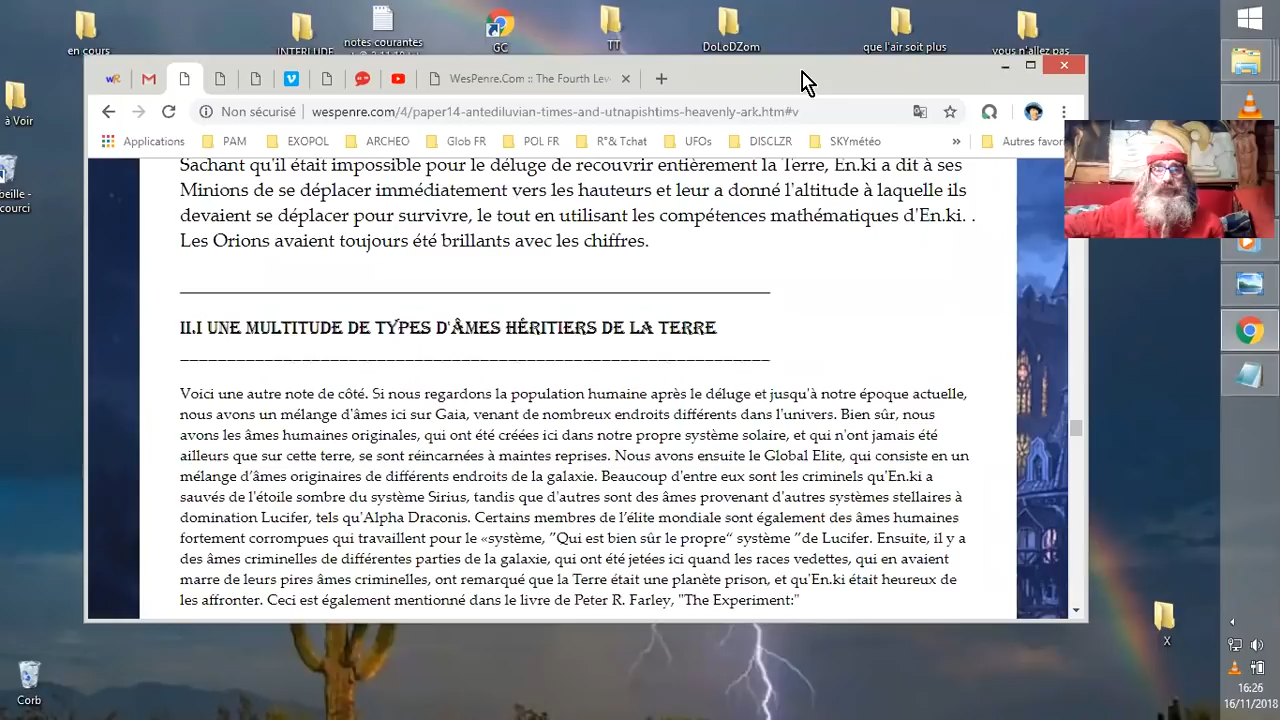 en cours
INTERLUDE
notes courantes
GC
TT
DoLoDZom
que l'air soit plus
vous n'allez pas
WesPenre.Com :: The Fourth Lev
Non sécurisé
wespenre.com/4/paper14-antediluvian-times-and-utnapishtims-heavenly-ark.htm#v
Applications PAM EXOPOL ARCHEO Glob FR POL FR R°& Tchat UFOs DISCLZR SKYmétéo » Autres favor
à Voir
beille -
courci
Sachant qu'il était impossible pour le déluge de recouvrir entièrement la Terre, En.ki a dit à ses
Minions de se déplacer immédiatement vers les hauteurs et leur a donné l'altitude à laquelle ils
devaient se déplacer pour survivre, le tout en utilisant les compétences mathématiques d'En.ki. .
Les Orions avaient toujours été brillants avec les chiffres.
II.I UNE MULTITUDE DE TYPES D'ÂMES HÉRITIERS DE LA TERRE
Voici une autre note de côté. Si nous regardons la population humaine après le déluge et jusqu'à notre époque actuelle,
nous avons un mélange d'âmes ici sur Gaia, venant de nombreux endroits différents dans l'univers. Bien sûr, nous
avons les âmes humaines originales, qui ont été créées ici dans notre propre système solaire, et qui n'ont jamais été
ailleurs que sur cette terre, se sont réincarnées à maintes reprises. Nous avons ensuite le Global Elite, qui consiste en un
mélange d'âmes originaires de différents endroits de la galaxie. Beaucoup d'entre eux sont les criminels qu'En.ki a
sauvés de l'étoile sombre du système Sirius, tandis que d'autres sont des âmes provenant d'autres systèmes stellaires à
domination Lucifer, tels qu'Alpha Draconis. Certains membres de l'élite mondiale sont également des âmes humaines
fortement corrompues qui travaillent pour le «système, "Qui est bien sûr le propre" système "de Lucifer. Ensuite, il y a
des âmes criminelles de différentes parties de la galaxie, qui ont été jetées ici quand les races vedettes, qui en avaient
marre de leurs pires âmes criminelles, ont remarqué que la Terre était une planète prison, et qu'En.ki était heureux de
les affronter. Ceci est également mentionné dans le livre de Peter R. Farley, "The Experiment:"
X
Corb
16:26
16/11/2018